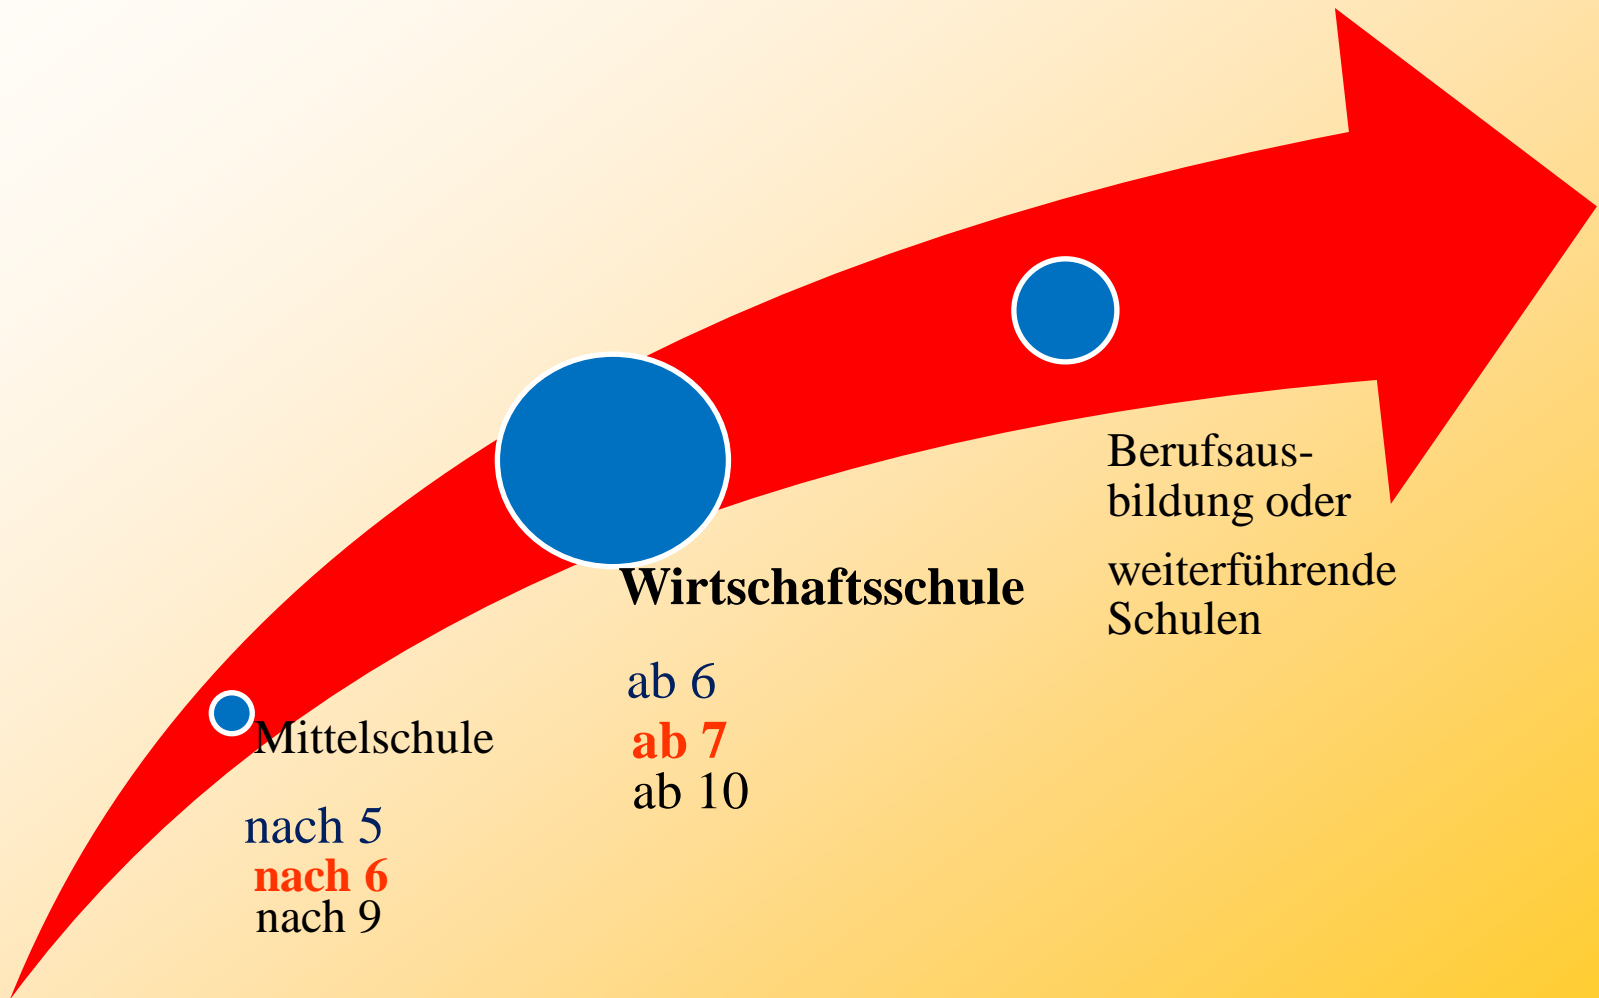 Mittelschule
nach 5
nach 6
nach 9
Wirtschaftsschule
ab 6
ab 7
ab 10
Berufsaus-
bildung oder
weiterführende
Schulen